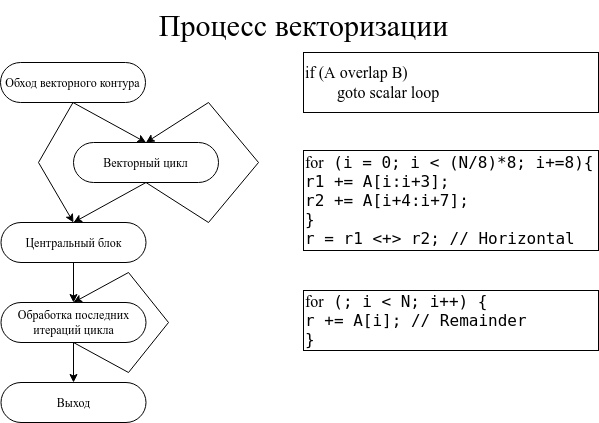 Процесс векторизации
Обход векторного контура
Векторный цикл
Центральный блок
Обработка последних
итераций цикла
Выход
if (A overlap B)
goto scalar loop
for (i = 0; i < (N/8)*8; i+=8){
r1 += A[i:i+3];
r2 += A[i+4:i+7];
}
r = r1 <+> r2; // Horizontal
for (; i < N; i++) {
r += A[i]; // Remainder
}